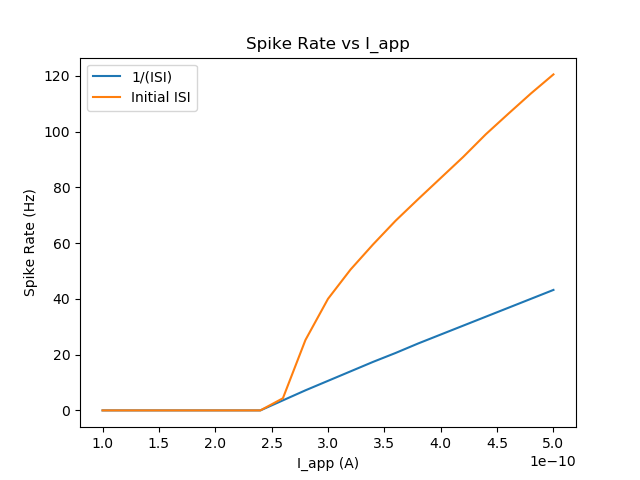 Spike Rate vs I_app
1/(ISI)
Initial ISI
Spike Rate (Hz)
120
100
80
60
40
20
0
1.0 1.5 2.0 2.5 3.0 3.5 4.0 4.5 5.0
1e−10
I_app (A)